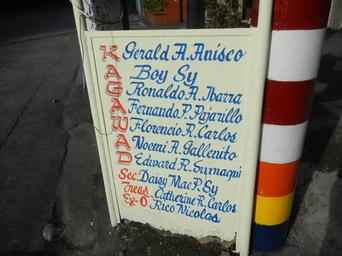 KAGAWAD
Gerald A. Anisco
Boy Sy
Ronaldo A. Ibarra
Fernando P. Pajarillo
Florencio R. Carlos
Noemi A. Gallenito
Edward R. Sumaqui
Sec. Daisy Mae P. Sy
Treas. Catherine R. Carlos
Ex-O Rico Nicolas